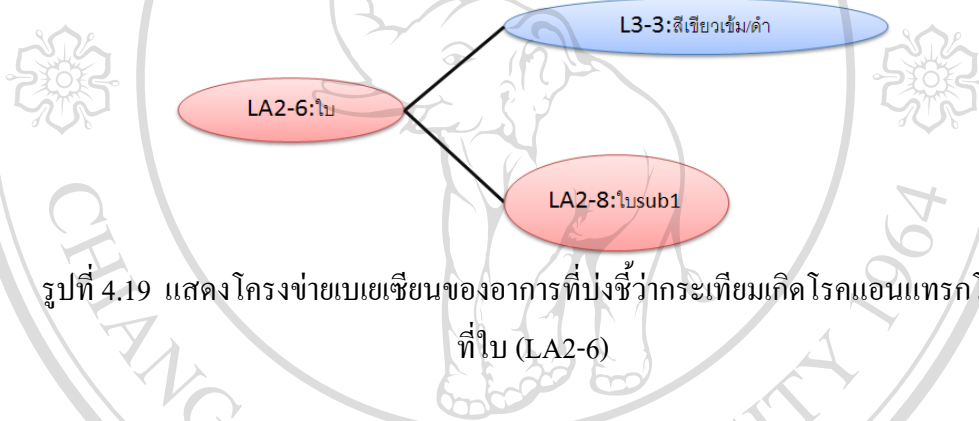 L3-3:สีเขียวเข้ม/ดำ
LA2-6:ใบ
LA2-8:ใบsub1
รูปที่ 4.19 แสดงโครงข่ายเบเยเซียนของอาการที่บ่งชี้ว่ากระเทียมเกิดโรคแอนแทรก
ที่ใบ (LA2-6)
CHIANG
1964